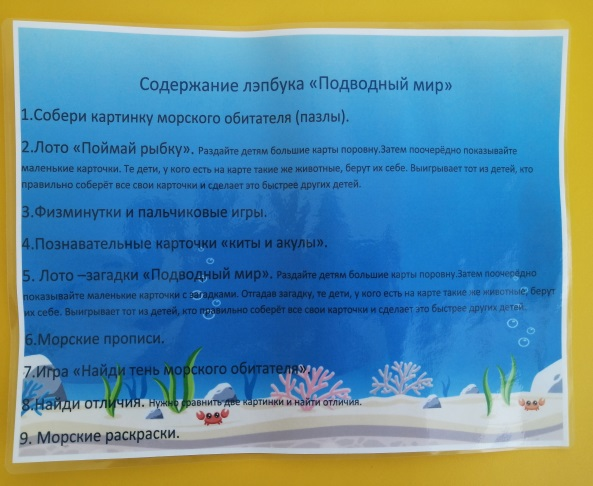 Содержание лэпбука «Подводный мир»
1.Собери картинку морского обитателя (пазлы).
2.Лото «Поймай рыбку». Раздайте детям большие карты поровну.Затем поочерёдно показывайте
маленькие карточки. Те дети, у кого есть на карте такие же животные, берут их себе. Выигрывает тот из детей, кто
правильно соберёт все свои карточки и сделает это быстрее других детей.
3.Физминутки и пальчиковые игры.
4.Познавательные карточки «киты и акулы».
5. Лото –загадки «Подводный мир». Раздайте детям большие карты поровну.Затем поочерёдно
показывайте маленькие карточки с загадками. Отгадав загадку, те дети, у кого есть на карте такие же животные, берут
их себе. Выигрывает тот из детей, кто правильно соберёт все свои карточки и сделает это быстрее других детей.
6.Морские прописи.
7.Игра «Найди тень морского обитателя».
8.Найди отличия. Нужно сравнить две картинки и найти отличия.
9. Морские раскраски.